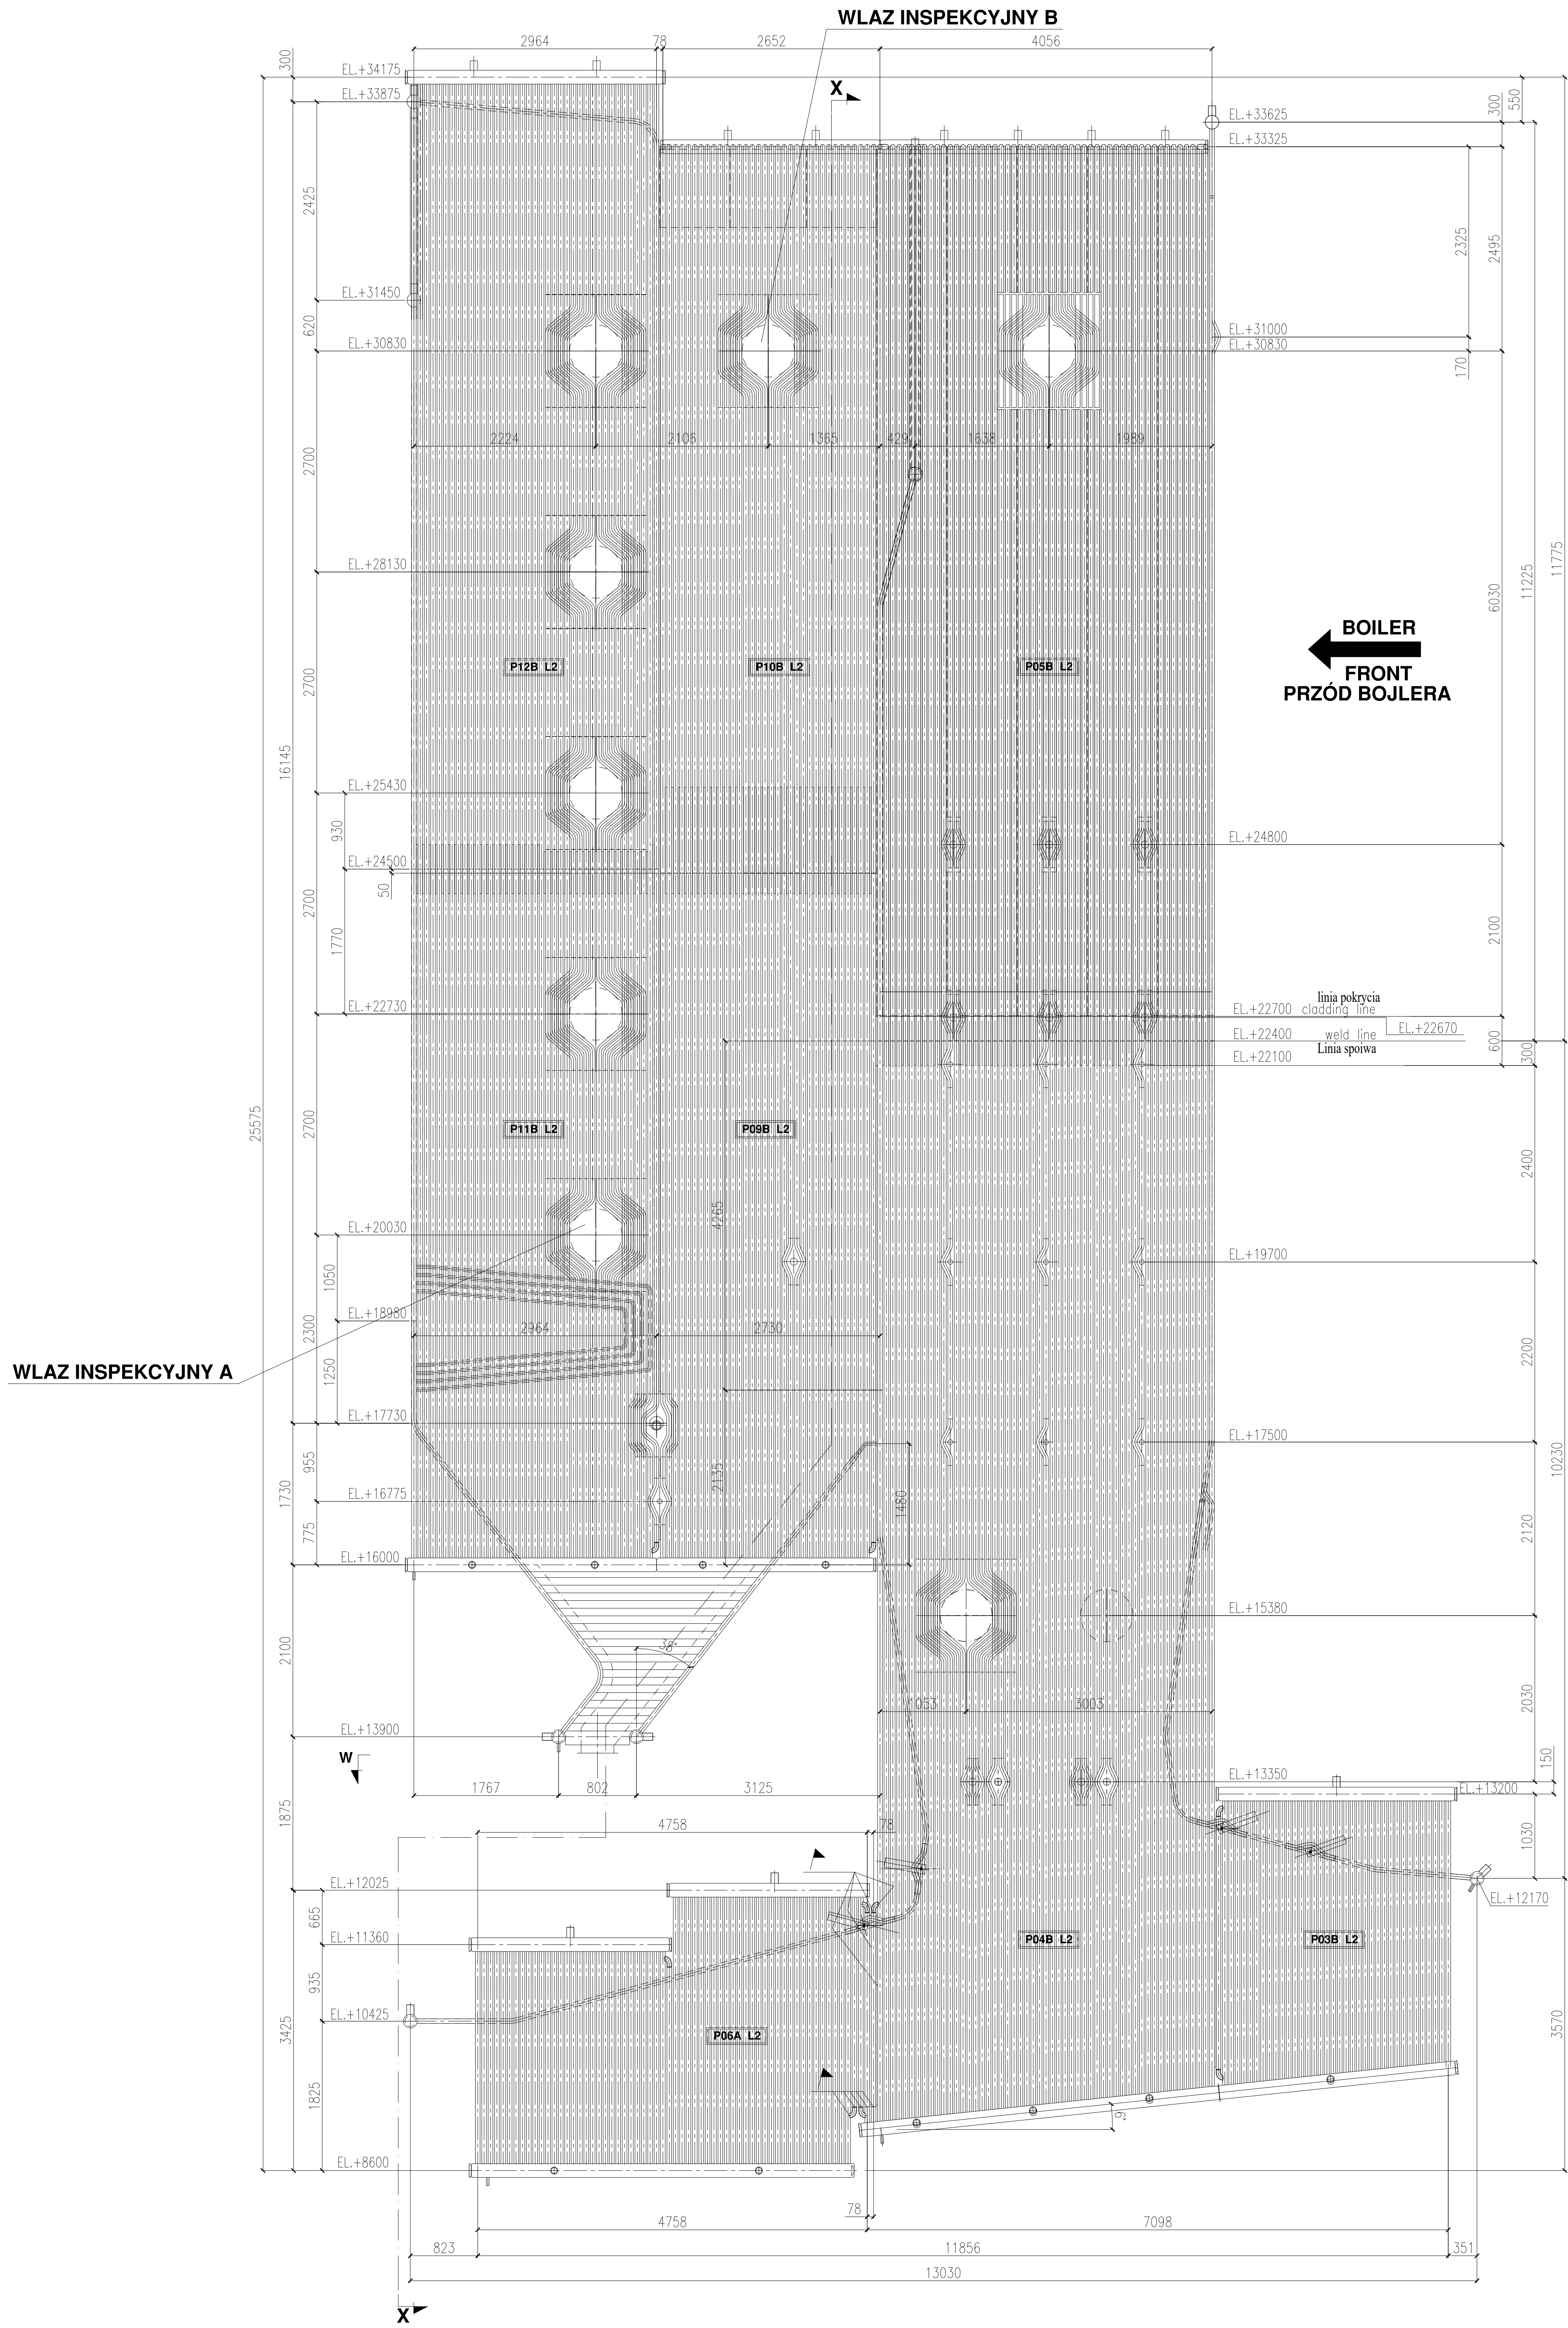 WLAZ INSPEKCYJNY B
2964
78
2652
4056
300
EL.+34175
EL.+33875
X
EL.+33625
EL.+33325
300
550
2425
2325
2495
EL.+31450
620
EL.+30830
EL.+31000
EL.+30830
170
2224
2106
1365
429
1638
1989
2700
EL.+28130
11775
11225
6030
BOILER
FRONT
PRZÓD BOJLERA
P12B L2
P10B L2
P05B L2
2700
16145
EL.+25430
930
EL.+24800
EL.+24500
50
2700
1770
2100
EL.+22730
linia pokrycia
EL.+22700 cladding line
EL.+22670
EL.+22400 weld line
Linia spoiwa
EL.+22100
600
300
25575
2700
P11B L2
P09B L2
2400
4265
EL.+20030
EL.+19700
1050
EL.+18980
2300
2964
2730
1250
2200
WLAZ INSPEKCYJNY A
EL.+17730
EL.+17500
955
1730
EL.+16775
2135
1480
10230
775
2120
EL.+16000
EL.+15380
38°
2100
1053
3003
2030
EL.+13900
W
150
EL.+13350
EL.+13200
1767
802
3125
1875
4758
78
1030
EL.+12025
EL.+12170
665
EL.+11360
P04B L2
P03B L2
935
EL.+10425
P06A L2
3425
3570
1825
6°
EL.+8600
78
4758
7098
823
11856
351
13030
X